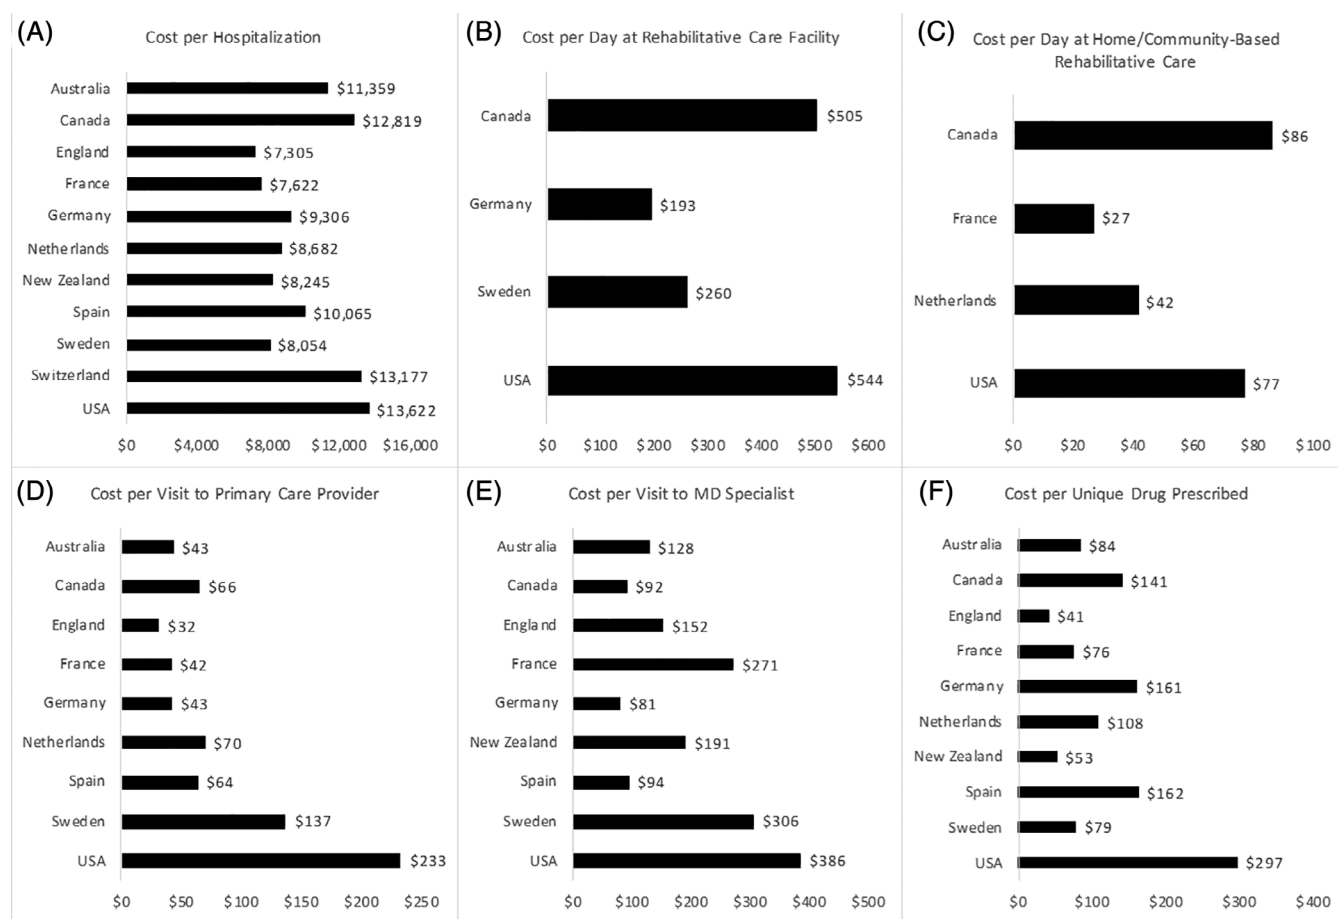 (A)
Cost per Hospitalization
Australia $11,359
Canada $12,819
England $7,305
France $7,622
Germany $9,306
Netherlands $8,682
New Zealand $8,245
Spain $10,065
Sweden $8,054
Switzerland $13,177
USA $13,622
$0 $4,000 $8,000 $12,000 $16,000
(B)
Cost per Day at Rehabilitative Care Facility
Canada $505
Germany $193
Sweden $260
USA $544
$0 $100 $200 $300 $400 $500 $600
(C)
Cost per Day at Home/Community-Based
Rehabilitative Care
Canada $86
France $27
Netherlands $42
USA $77
$0 $20 $40 $60 $80 $100
(D)
Cost per Visit to Primary Care Provider
Australia $43
Canada $66
England $32
France $42
Germany $43
Netherlands $70
Spain $64
Sweden $137
USA $233
$0 $50 $100 $150 $200 $250
(E)
Cost per Visit to MD Specialist
Australia $128
Canada $92
England $152
France $271
Germany $81
New Zealand $191
Spain $94
Sweden $306
USA $386
$0 $100 $200 $300 $400 $500
(F)
Cost per Unique Drug Prescribed
Australia $84
Canada $141
England $41
France $76
Germany $161
Netherlands $108
New Zealand $53
Spain $162
Sweden $79
USA $297
$0 $100 $200 $300 $400